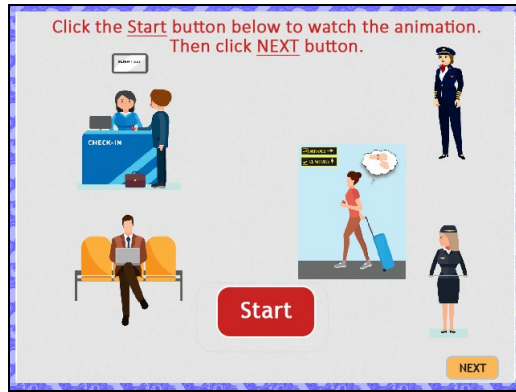 Click the Start button below to watch the animation.
Then click NEXT button.
CHECK-IN
Start
NEXT